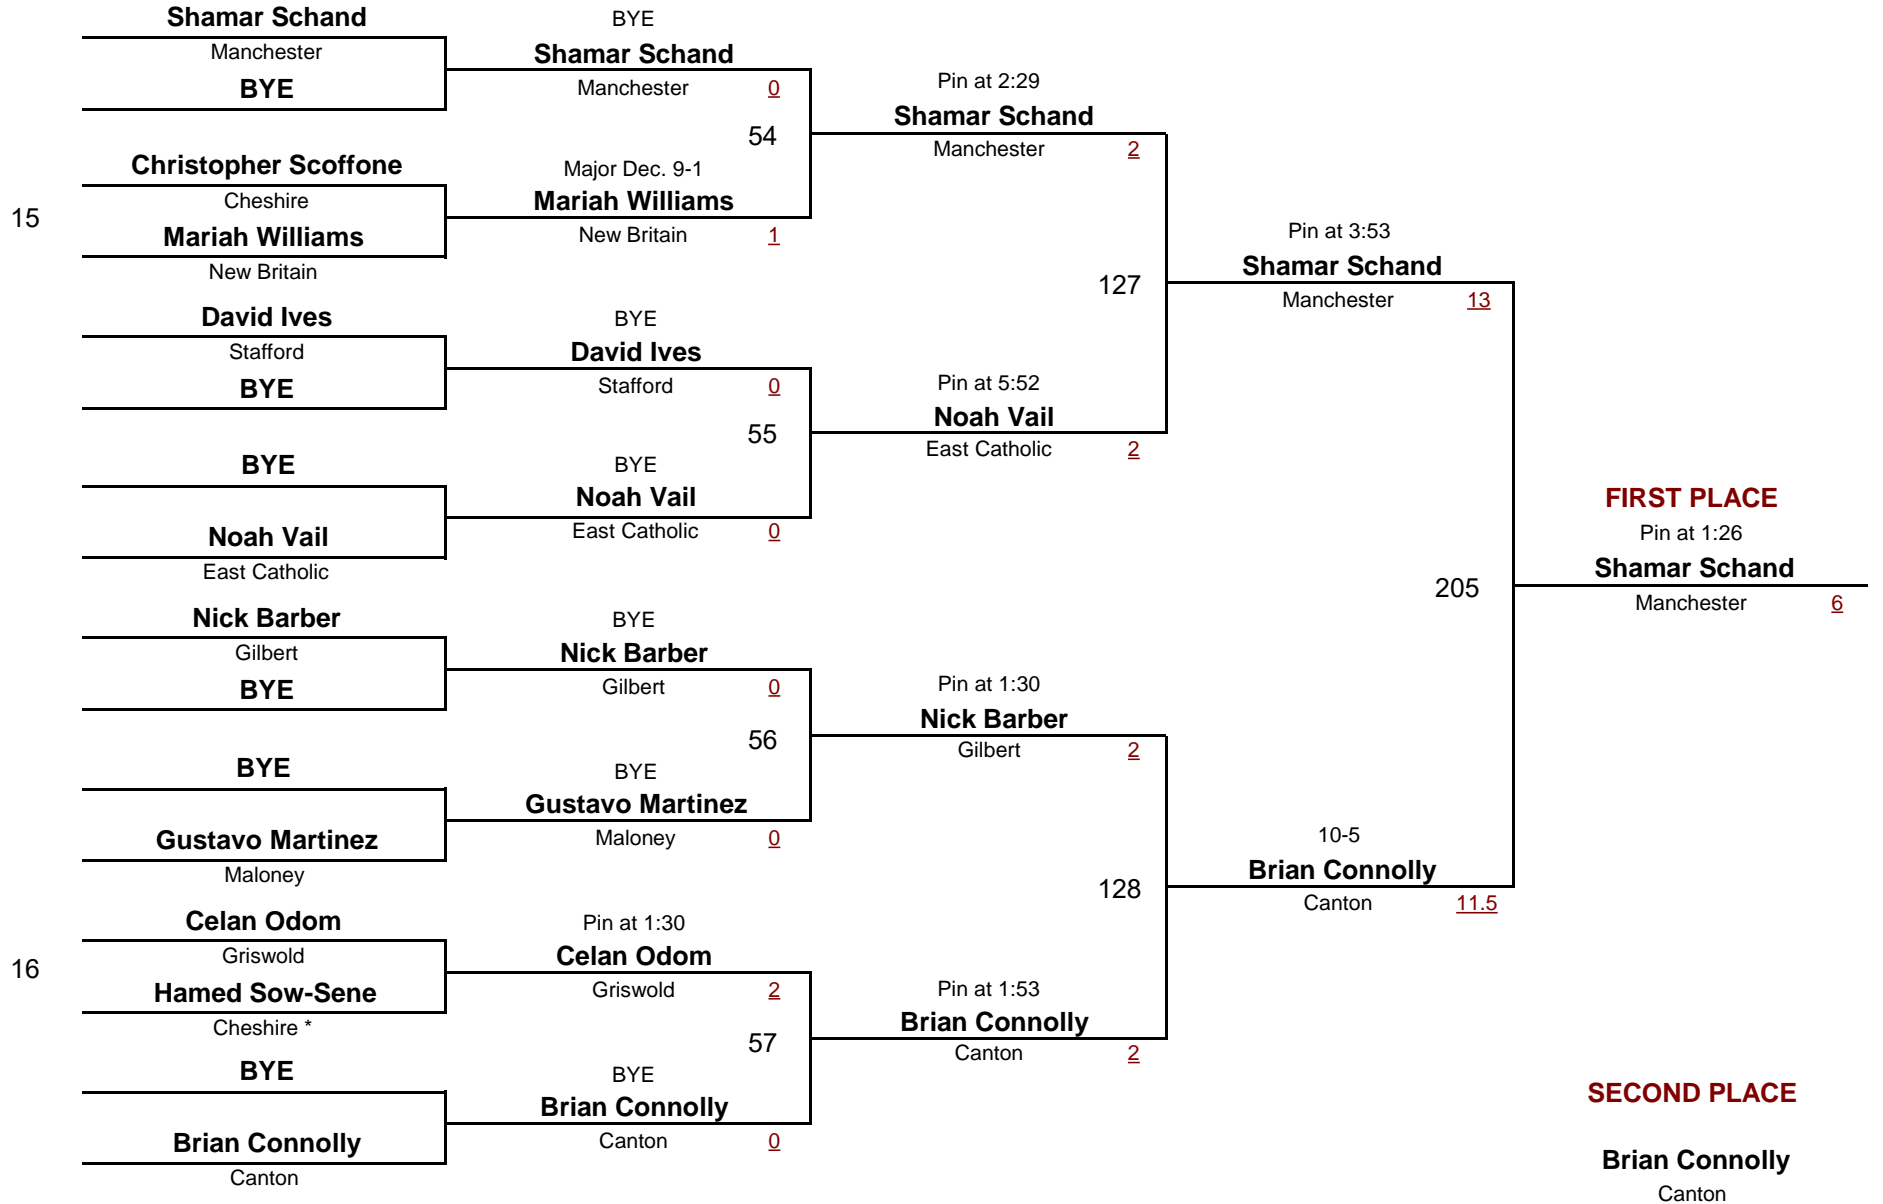 Shamar Schand
Manchester
BYE
15
Christopher Scoffone
Cheshire
Mariah Williams
New Britain
David Ives
Stafford
BYE
BYE
Noah Vail
East Catholic
Nick Barber
Gilbert
BYE
BYE
Gustavo Martinez
Maloney
16
Celan Odom
Griswold
Hamed Sow-Sene
Cheshire *
BYE
Brian Connolly
Canton
BYE
Shamar Schand
Manchester 0
54
Major Dec. 9-1
Mariah Williams
New Britain 1
BYE
David Ives
Stafford 0
55
BYE
Noah Vail
East Catholic 0
BYE
Nick Barber
Gilbert 0
56
BYE
Gustavo Martinez
Maloney 0
Pin at 1:30
Celan Odom
Griswold 2
57
BYE
Brian Connolly
Canton 0
Pin at 2:29
Shamar Schand
Manchester 2
127
Pin at 5:52
Noah Vail
East Catholic 2
Pin at 1:30
Nick Barber
Gilbert 2
128
Pin at 1:53
Brian Connolly
Canton 2
Pin at 3:53
Shamar Schand
Manchester 13
205
10-5
Brian Connolly
Canton 11.5
FIRST PLACE
Pin at 1:26
Shamar Schand
Manchester 6
SECOND PLACE
Brian Connolly
Canton